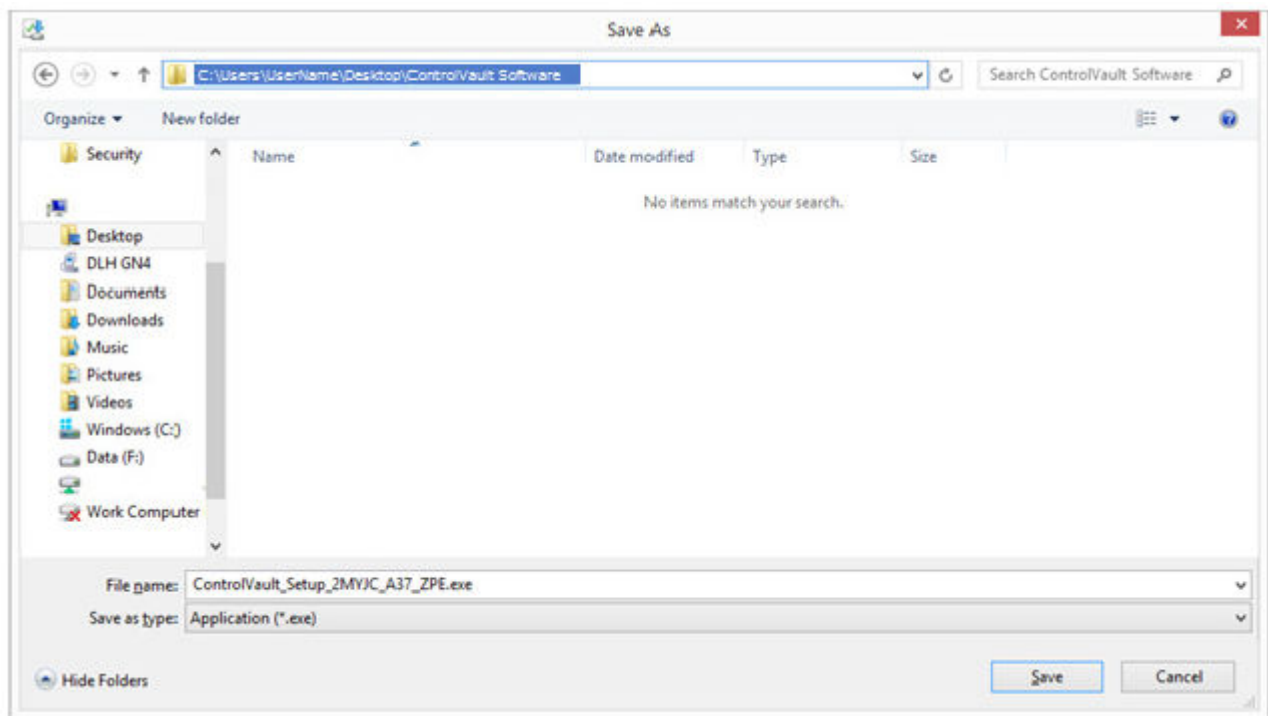 Save As
C:\Users\UserName\Desktop\ControlVault Software
Search ControlVault Software
Organize
New folder
Security
Name
Date modified
Type
Size
No items match your search.
Desktop
DLH GN4
Documents
Downloads
Music
Pictures
Videos
Windows (C:)
Data (F:)
Work Computer
File name: ControlVault_Setup_2MYJC_A37_ZPE.exe
Save as type: Application (*.exe)
Hide Folders
Save
Cancel